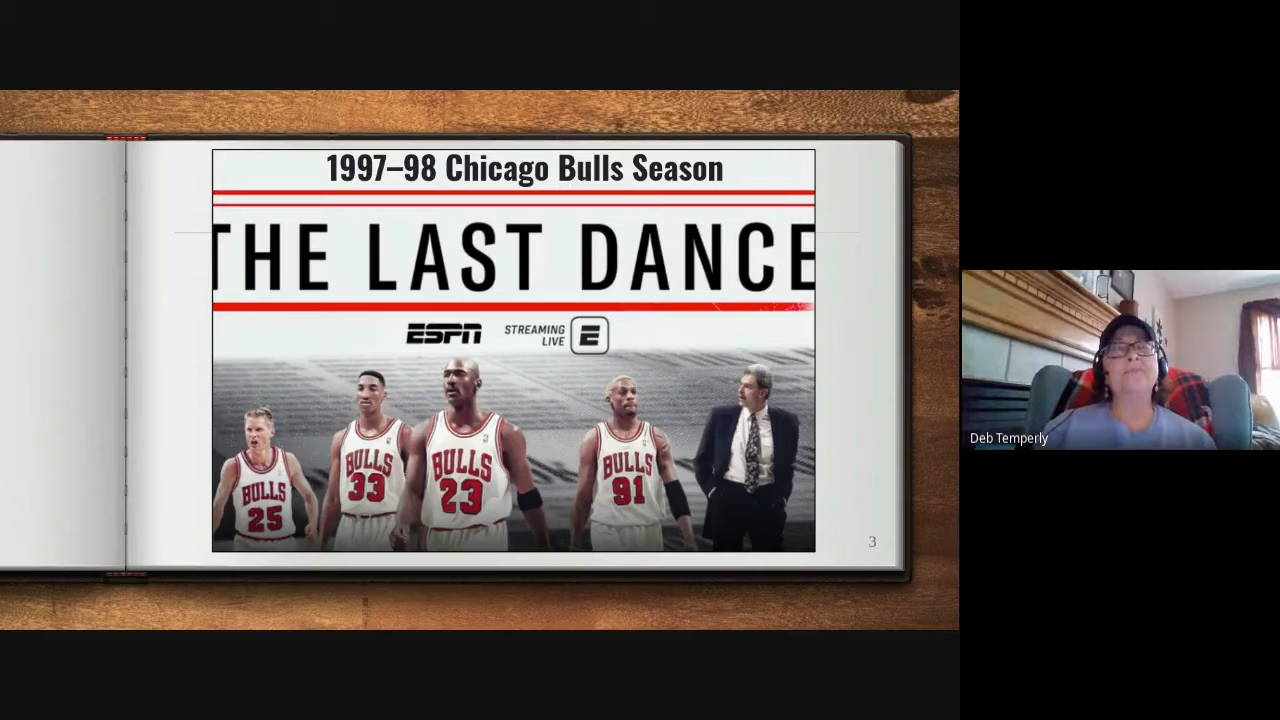 1997–98 Chicago Bulls Season
THE LAST DANCE
ESPN
STREAMING
LIVE
E
BULLS
25
BULLS
33
BULLS
23
BULLS
91
3
Deb Temperly